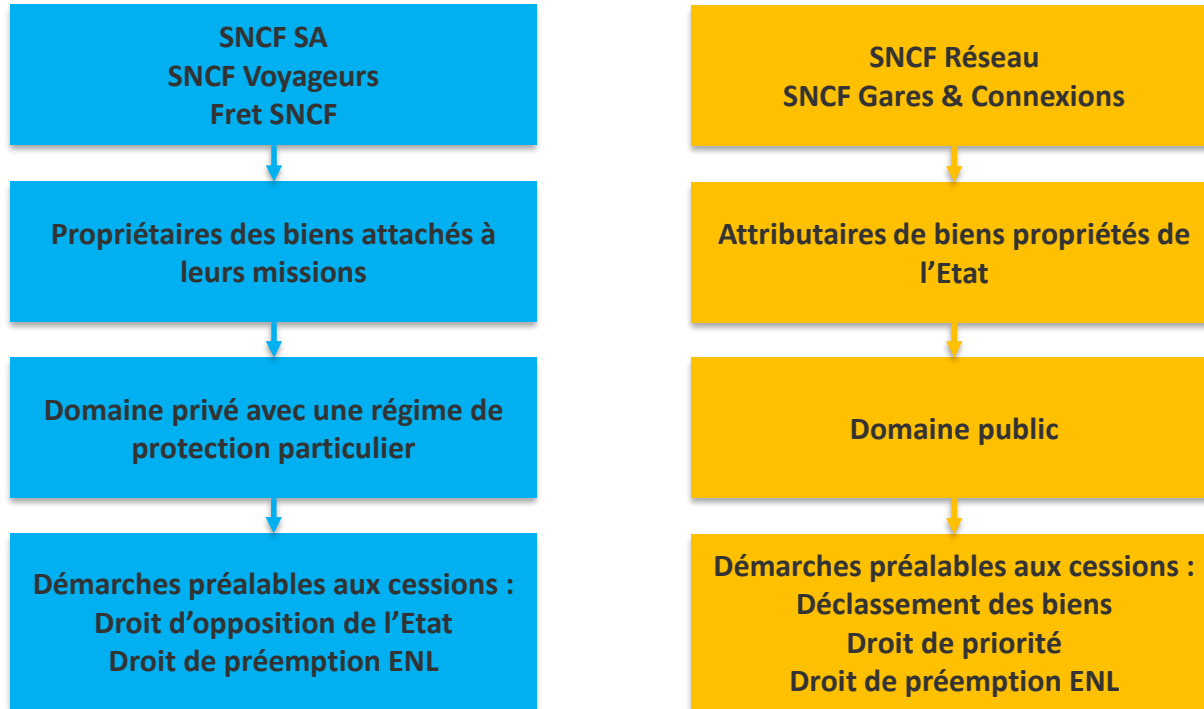 SNCF SA
SNCF Voyageurs
Fret SNCF
Propriétaires des biens attachés à
leurs missions
Domaine privé avec une régime de
protection particulier
Démarches préalables aux cessions :
Droit d’opposition de l’Etat
Droit de préemption ENL
SNCF Réseau
SNCF Gares & Connexions
Attributaires de biens propriétés de
l’Etat
Domaine public
Démarches préalables aux cessions :
Déclassement des biens
Droit de priorité
Droit de préemption ENL